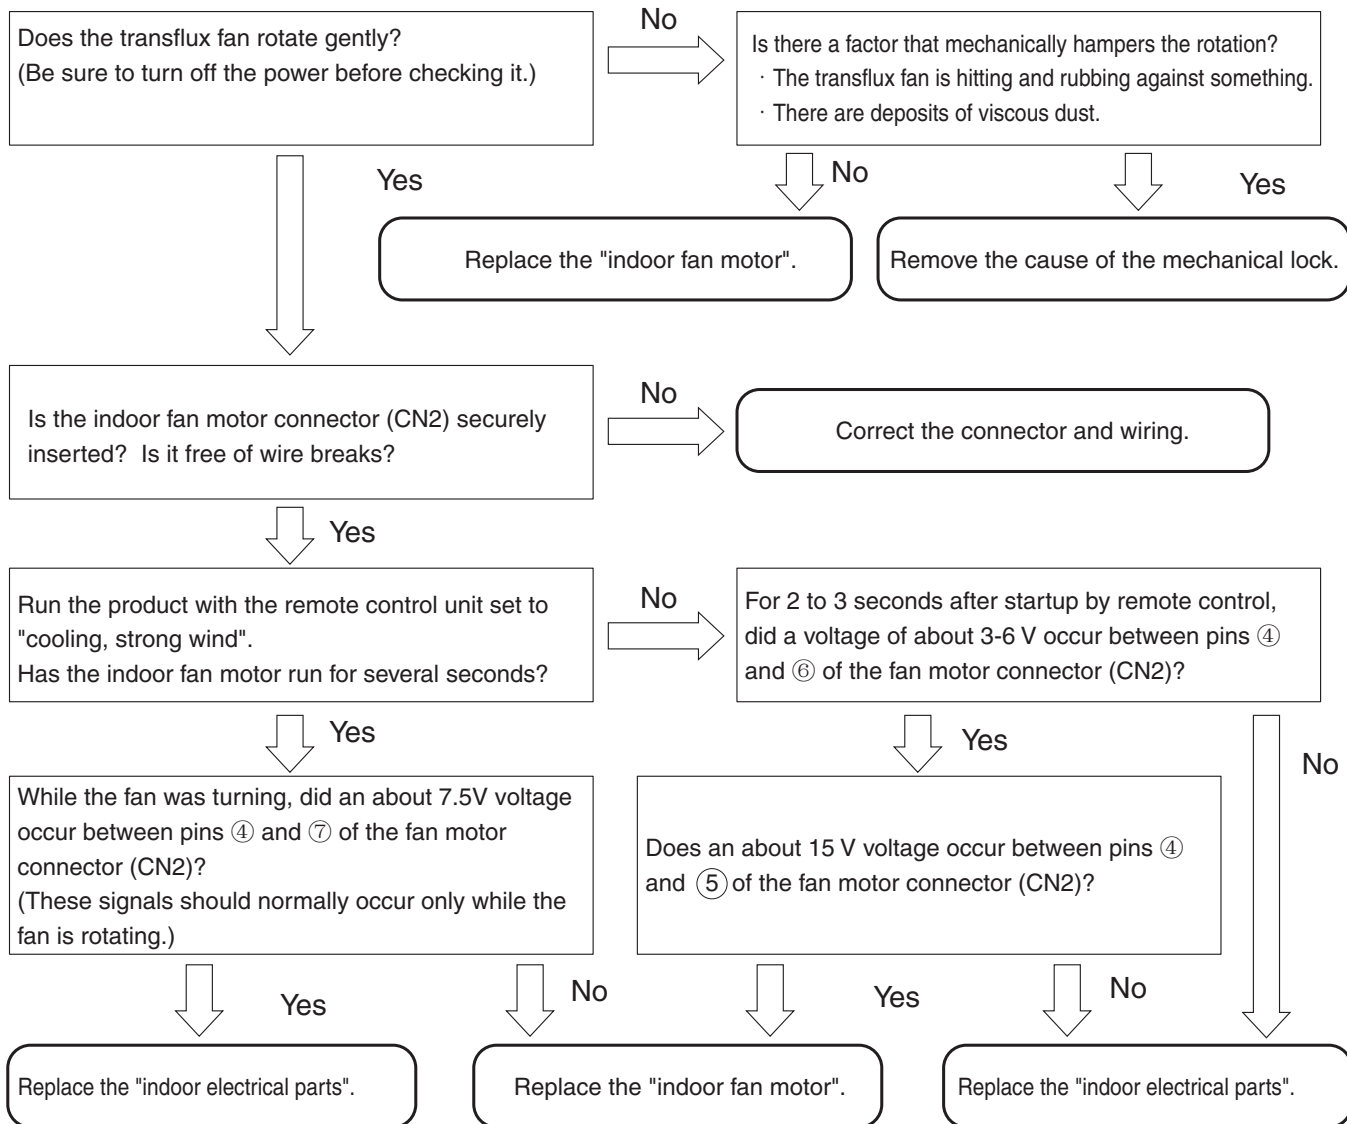 Does the transflux fan rotate gently?
(Be sure to turn off the power before checking it.)
No
Is there a factor that mechanically hampers the rotation?
· The transflux fan is hitting and rubbing against something.
· There are deposits of viscous dust.
Yes
No
Yes
Replace the "indoor fan motor".
Remove the cause of the mechanical lock.
Is the indoor fan motor connector (CN2) securely
inserted? Is it free of wire breaks?
No
Correct the connector and wiring.
Yes
Run the product with the remote control unit set to
"cooling, strong wind".
Has the indoor fan motor run for several seconds?
No
For 2 to 3 seconds after startup by remote control,
did a voltage of about 3-6 V occur between pins ④
and ⑥ of the fan motor connector (CN2)?
Yes
Yes
No
While the fan was turning, did an about 7.5V voltage
occur between pins ④ and ⑦ of the fan motor
connector (CN2)?
(These signals should normally occur only while the
fan is rotating.)
Does an about 15 V voltage occur between pins ④
and ⑤ of the fan motor connector (CN2)?
Yes
No
Yes
No
Replace the "indoor electrical parts".
Replace the "indoor fan motor".
Replace the "indoor electrical parts".